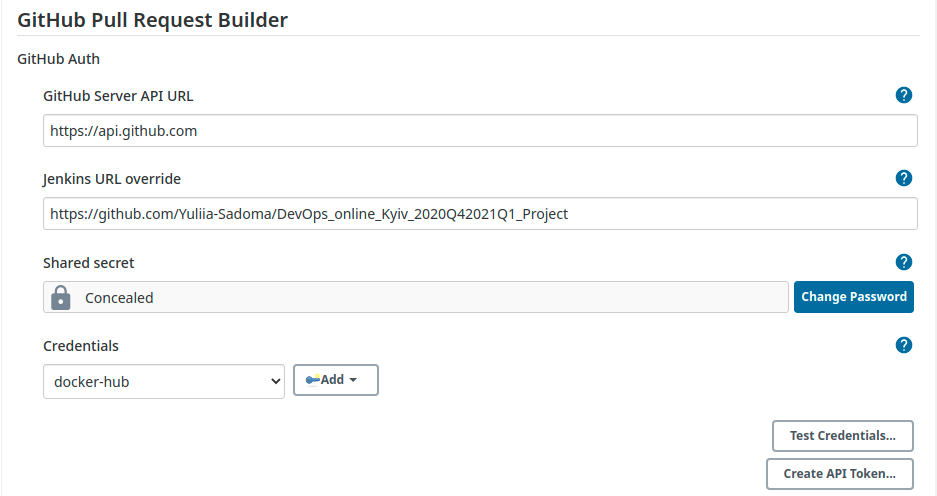 GitHub Pull Request Builder
GitHub Auth
GitHub Server API URL
?
https://api.github.com
Jenkins URL override
?
https://github.com/Yuliia-Sadoma/DevOps_online_Kyiv_2020Q42021Q1_Project
Shared secret
?
Concealed
Change Password
Credentials
?
docker-hub
Add
Test Credentials...
Create API Token...